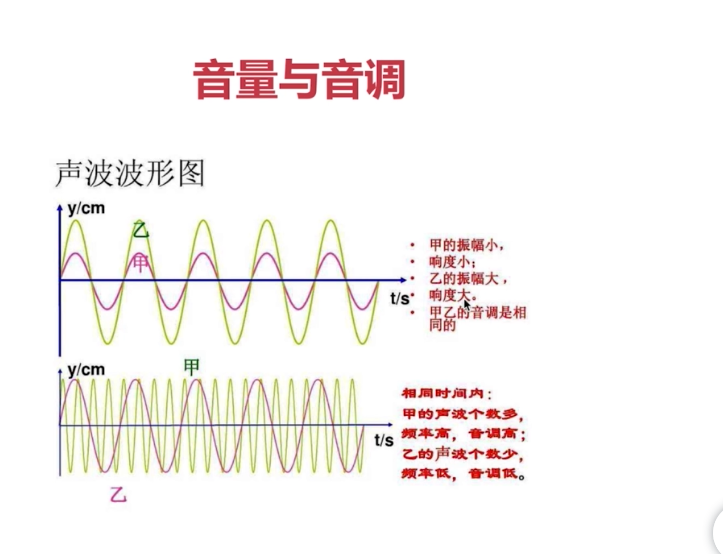 音量与音调
声波波形图
y/cm
乙
甲
t/s
• 甲的振幅小，
• 响度小；
• 乙的振幅大，
• 响度大。
• 甲乙的音调是相
同的
y/cm
甲
t/s
乙
相同时间内：
甲的声波个数多，
频率高，音调高；
乙的声波个数少，
频率低，音调低。